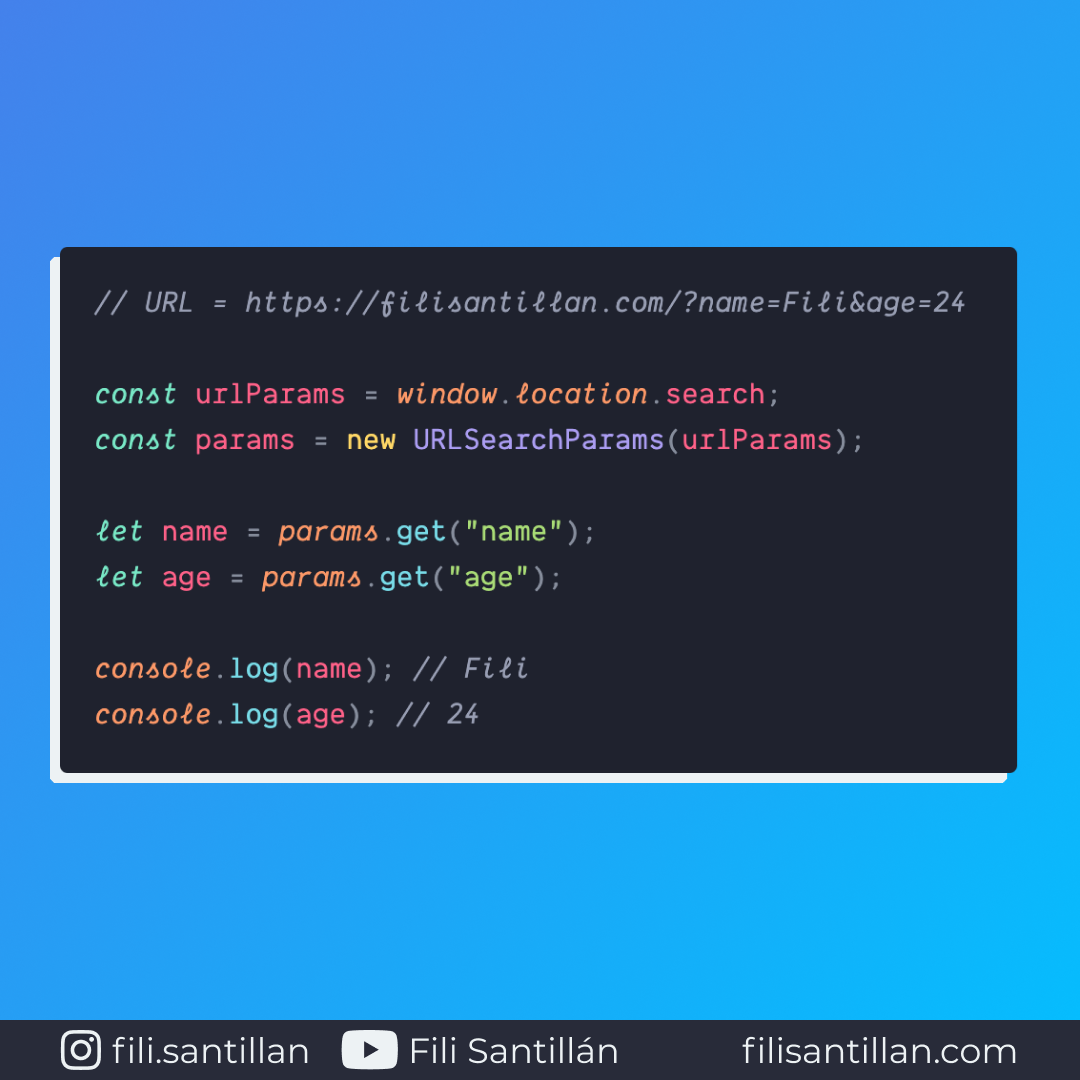 // URL = https://filisantillan.com/?name=Fili&age=24
const urlParams = window.location.search;
const params = new URLSearchParams(urlParams);
let name = params.get("name");
let age = params.get("age");
console.log(name); // Fili
console.log(age); // 24
fili.santillan Fili Santillán filisantillan.com